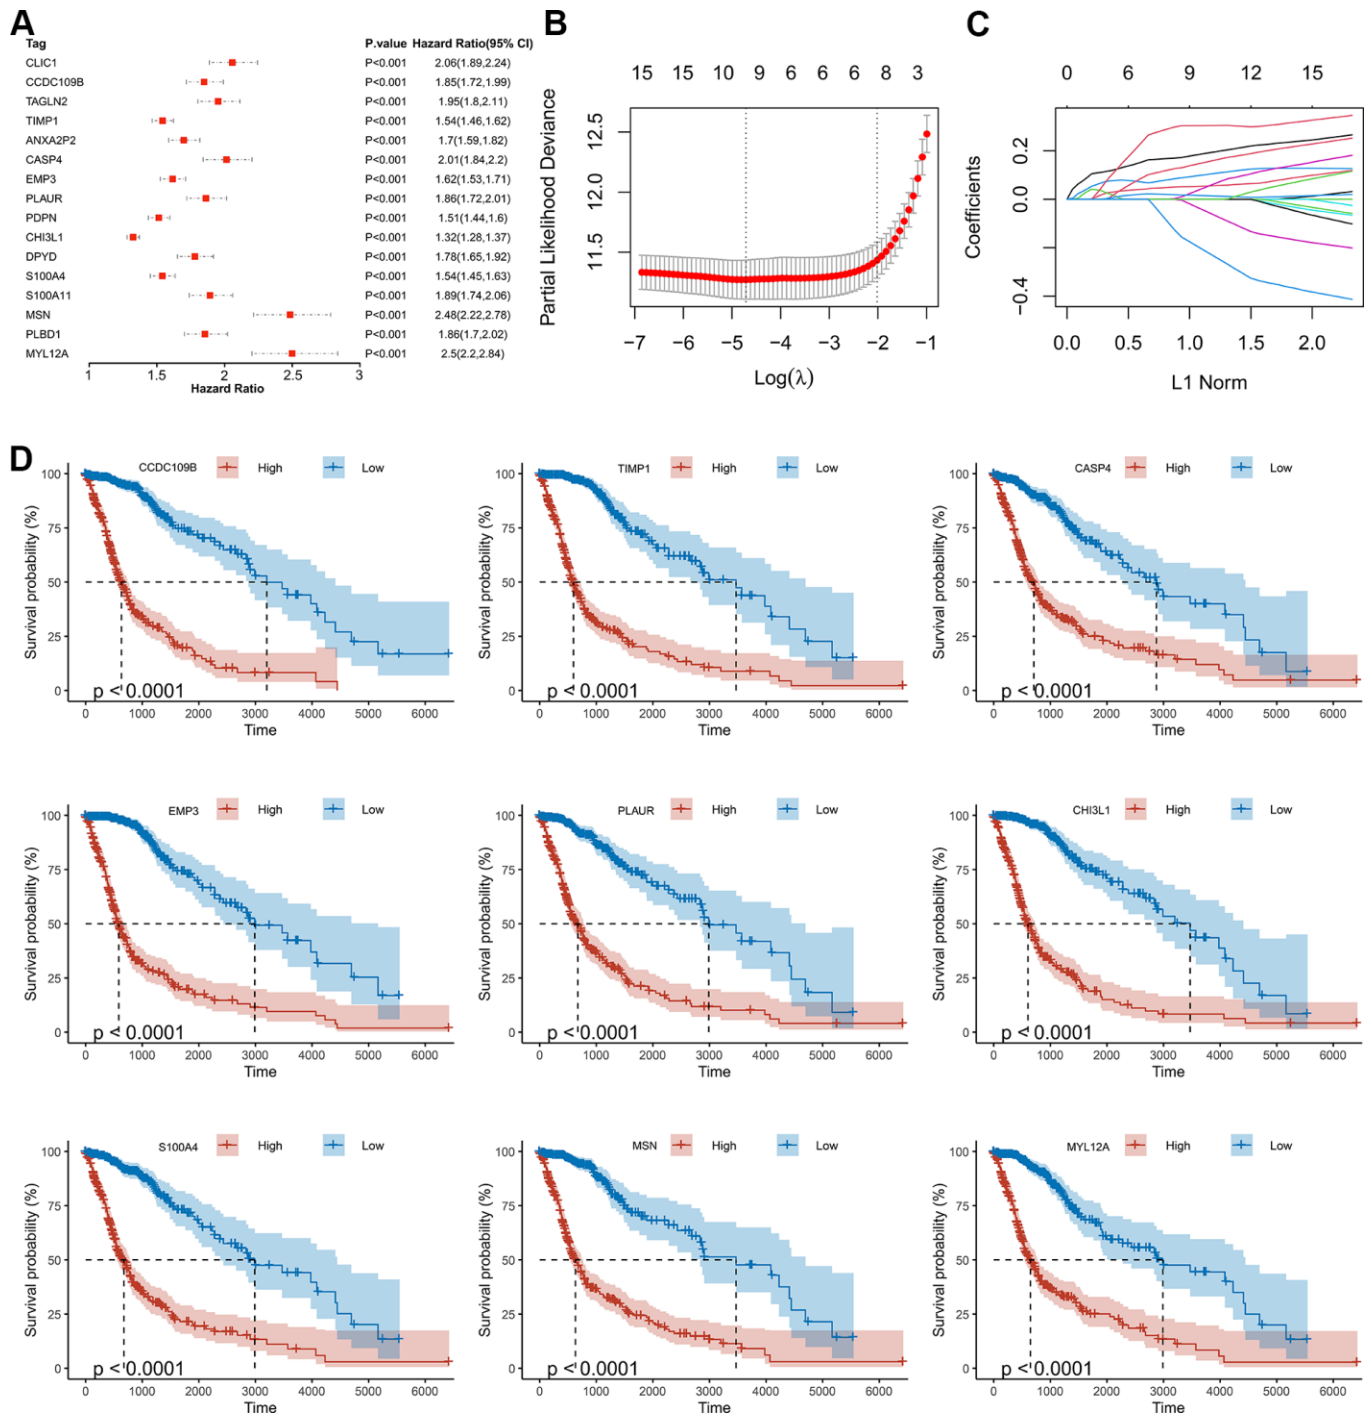 A
Tag P.value Hazard Ratio(95% CI)
CLIC1 P<0.001 2.06(1.89,2.24)
CCDC109B P<0.001 1.85(1.72,1.99)
TAGLN2 P<0.001 1.95(1.8,2.11)
TIMP1 P<0.001 1.54(1.46,1.62)
ANXA2P2 P<0.001 1.7(1.59,1.82)
CASP4 P<0.001 2.01(1.84,2.2)
EMP3 P<0.001 1.62(1.53,1.71)
PLAUR P<0.001 1.86(1.72,2.01)
PDPN P<0.001 1.51(1.44,1.6)
CHI3L1 P<0.001 1.32(1.28,1.37)
DPYD P<0.001 1.78(1.65,1.92)
S100A4 P<0.001 1.54(1.45,1.63)
S100A11 P<0.001 1.89(1.74,2.06)
MSN P<0.001 2.48(2.22,2.78)
PLBD1 P<0.001 1.86(1.7,2.02)
MYL12A P<0.001 2.5(2.2,2.84)
1 1.5 2 2.5 3
Hazard Ratio
B
15 15 10 9 6 6 6 8 3
Partial Likelihood Deviance
12.5
12.0
11.5
−7 −6 −5 −4 −3 −2 −1
Log(λ)
C
0 6 9 12 15
Coefficients
0.2
0.0
−0.4
0.0 0.5 1.0 1.5 2.0
L1 Norm
D
CCDC109B High Low
Survival probability (%)
100
75
50
25
0
p < 0.0001
0 1000 2000 3000 4000 5000 6000
Time
TIMP1 High Low
Survival probability (%)
100
75
50
25
0
p < 0.0001
0 1000 2000 3000 4000 5000 6000
Time
CASP4 High Low
Survival probability (%)
100
75
50
25
0
p < 0.0001
0 1000 2000 3000 4000 5000 6000
Time
EMP3 High Low
Survival probability (%)
100
75
50
25
0
p < 0.0001
0 1000 2000 3000 4000 5000 6000
Time
PLAUR High Low
Survival probability (%)
100
75
50
25
0
p < 0.0001
0 1000 2000 3000 4000 5000 6000
Time
CHI3L1 High Low
Survival probability (%)
100
75
50
25
0
p < 0.0001
0 1000 2000 3000 4000 5000 6000
Time
S100A4 High Low
Survival probability (%)
100
75
50
25
0
p < 0.0001
0 1000 2000 3000 4000 5000 6000
Time
MSN High Low
Survival probability (%)
100
75
50
25
0
p < 0.0001
0 1000 2000 3000 4000 5000 6000
Time
MYL12A High Low
Survival probability (%)
100
75
50
25
0
p < 0.0001
0 1000 2000 3000 4000 5000 6000
Time